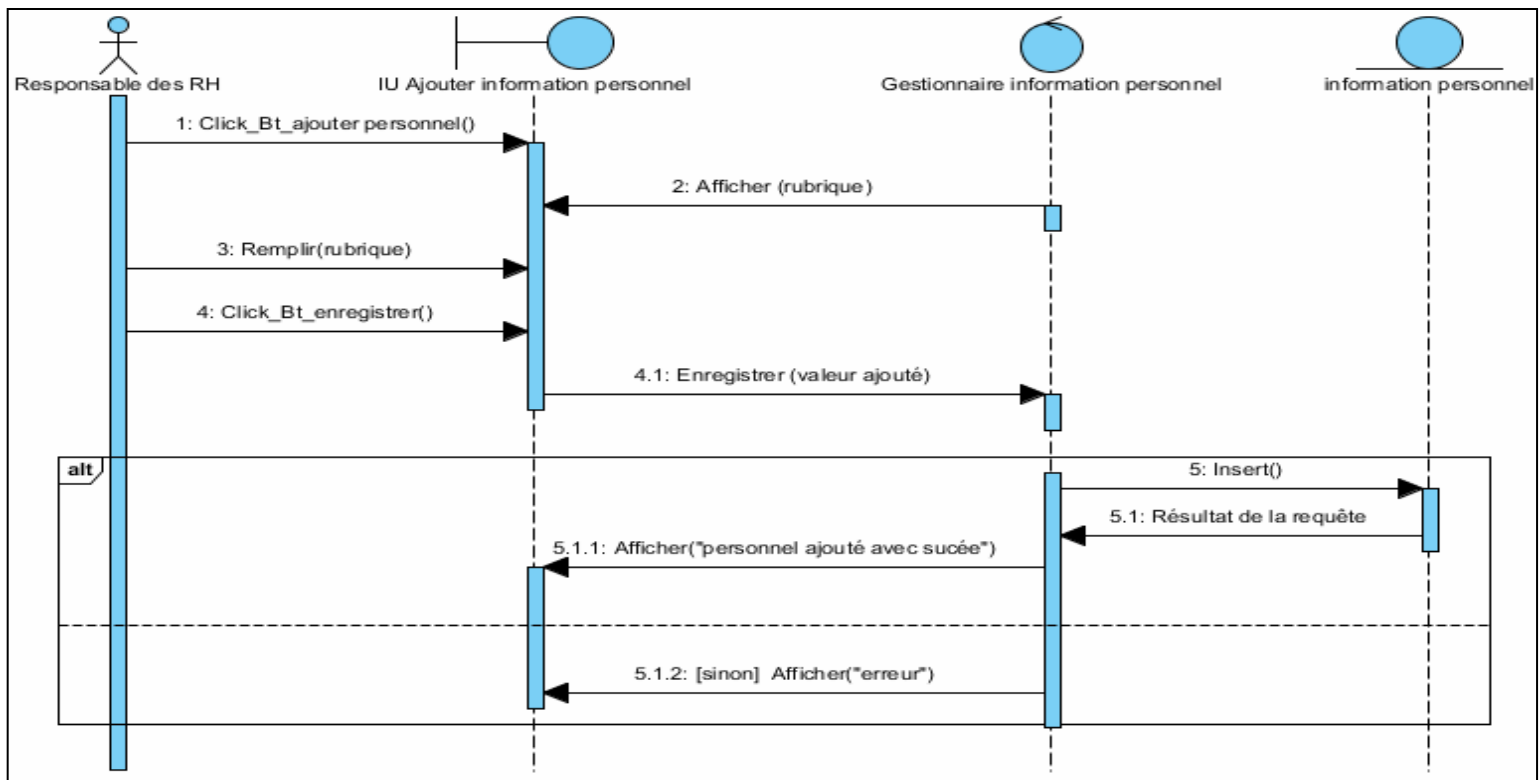 Responsable des RH
IU Ajouter information personnel
Gestionnaire information personnel
information personnel
1: Click_Bt_ajouter personnel()
2: Afficher (rubrique)
3: Remplir(rubrique)
4: Click_Bt_enregistrer()
4.1: Enregistrer (valeur ajouté)
alt
5: Insert()
5.1: Résultat de la requête
5.1.1: Afficher("personnel ajouté avec sucée")
5.1.2: [sinon] Afficher("erreur")